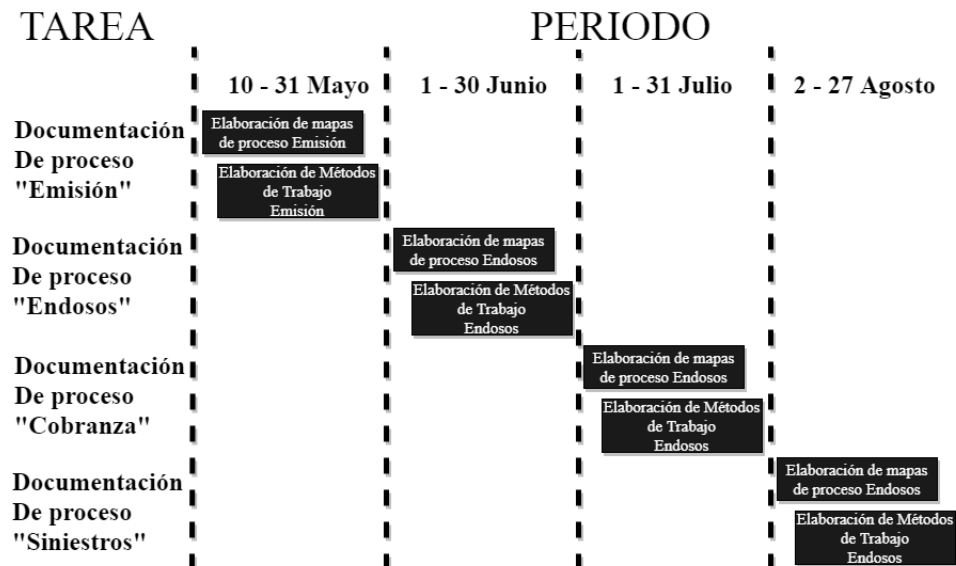 TAREA
PERIODO
10 - 31 Mayo
1 - 30 Junio
1 - 31 Julio
2 - 27 Agosto
Documentación
De proceso
"Emisión"
Elaboración de mapas
de proceso Emisión
Elaboración de Métodos
de Trabajo
Emisión
Documentación
De proceso
"Endosos"
Elaboración de mapas
de proceso Endosos
Elaboración de Métodos
de Trabajo
Endosos
Documentación
De proceso
"Cobranza"
Elaboración de mapas
de proceso Endosos
Elaboración de Métodos
de Trabajo
Endosos
Documentación
De proceso
"Siniestros"
Elaboración de mapas
de proceso Endosos
Elaboración de Métodos
de Trabajo
Endosos